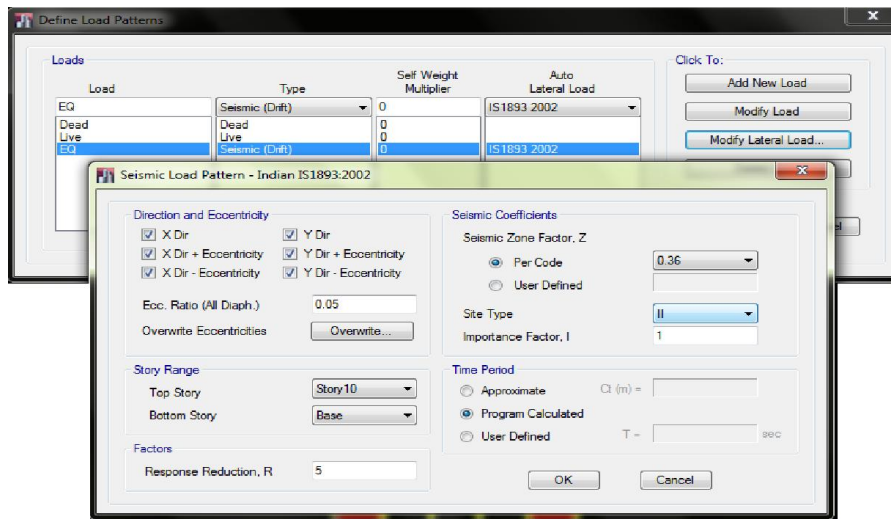 Define Load Patterns
Loads
Click To:
Load
Type
Self Weight Multiplier
Auto Lateral Load
EQ Seismic (Drift) 0 IS1893 2002
Dead Dead 0
Live Live 0
EQ Seismic (Drift) 0 IS1893 2002
Add New Load
Modify Load
Modify Lateral Load...
Seismic Load Pattern - Indian IS1893:2002
Direction and Eccentricity
X Dir Y Dir
X Dir + Eccentricity Y Dir + Eccentricity
X Dir - Eccentricity Y Dir - Eccentricity
Ecc. Ratio (All Diaph.) 0.05
Overwrite Eccentricities Overwrite...
Story Range
Top Story Story10
Bottom Story Base
Factors
Response Reduction, R 5
Seismic Coefficients
Seismic Zone Factor, Z
Per Code 0.36
User Defined
Site Type II
Importance Factor, I 1
Time Period
Approximate Ct (m) =
Program Calculated
User Defined T = sec
OK Cancel